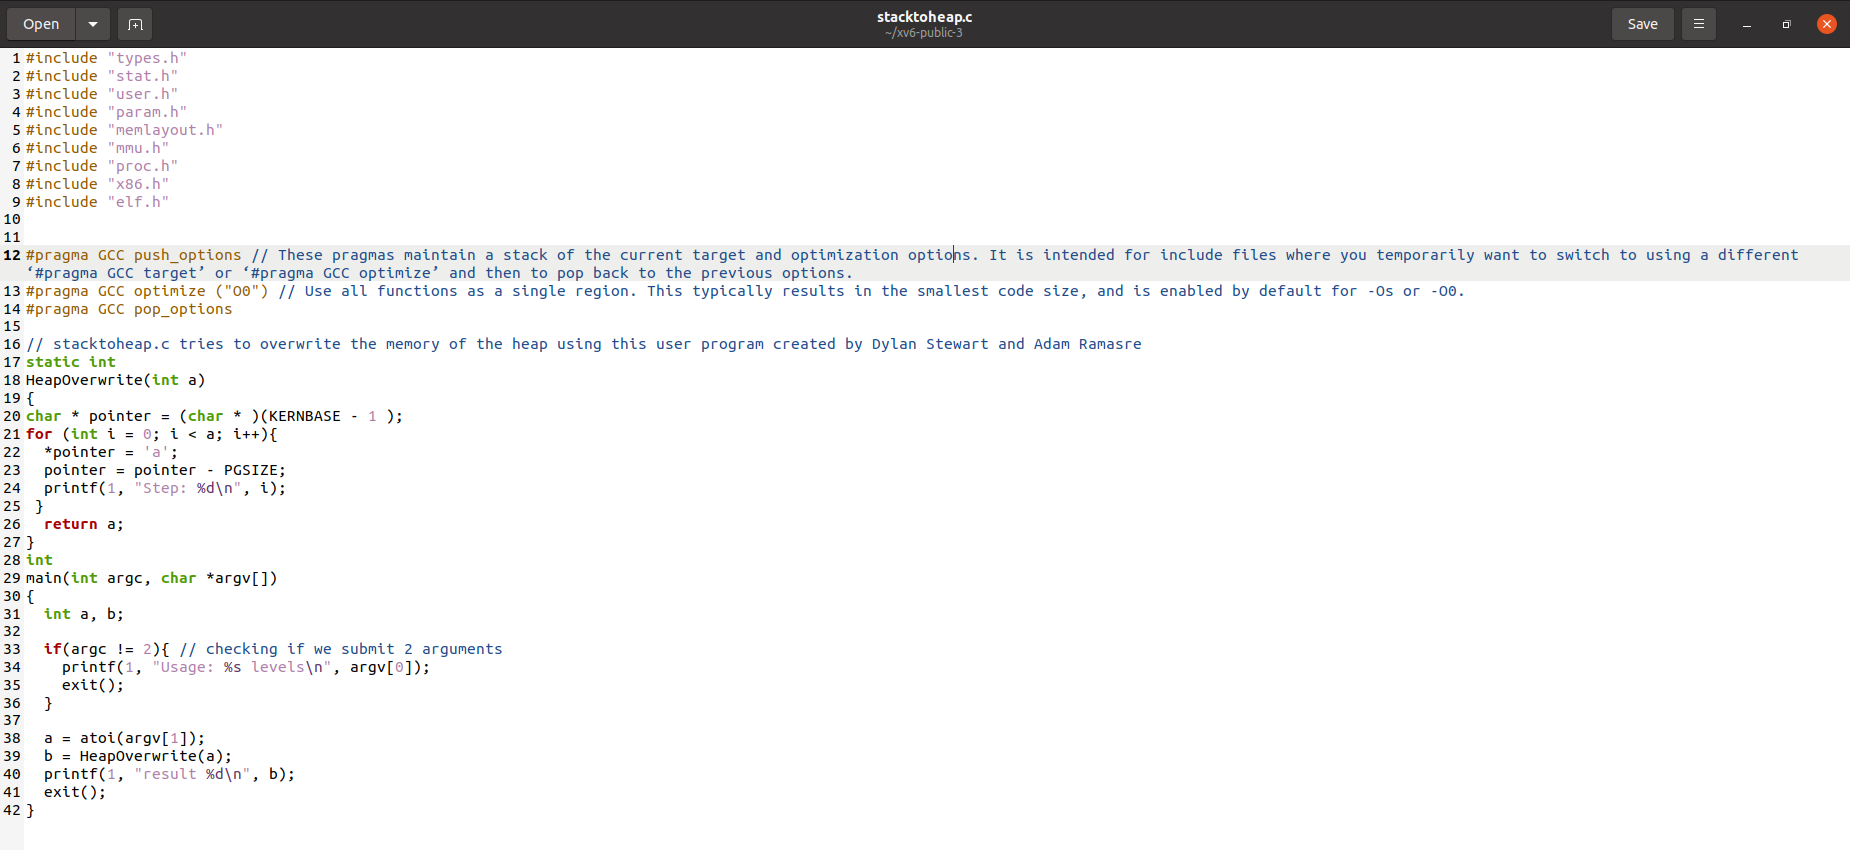 Open
stacktoheap.c
~/xv6-public-3
Save
1 #include "types.h"
2 #include "stat.h"
3 #include "user.h"
4 #include "param.h"
5 #include "memlayout.h"
6 #include "mmu.h"
7 #include "proc.h"
8 #include "x86.h"
9 #include "elf.h"
10
11
12 #pragma GCC push_options // These pragmas maintain a stack of the current target and optimization options. It is intended for include files where you temporarily want to switch to using a different
‘#pragma GCC target’ or ‘#pragma GCC optimize’ and then to pop back to the previous options.
13 #pragma GCC optimize ("O0") // Use all functions as a single region. This typically results in the smallest code size, and is enabled by default for -Os or -O0.
14 #pragma GCC pop_options
15
16 // stacktoheap.c tries to overwrite the memory of the heap using this user program created by Dylan Stewart and Adam Ramasre
17 static int
18 HeapOverwrite(int a)
19 {
20 char * pointer = (char * )(KERNBASE - 1 );
21 for (int i = 0; i < a; i++){
22   *pointer = 'a';
23   pointer = pointer - PGSIZE;
24   printf(1, "Step: %d\n", i);
25  }
26   return a;
27 }
28 int
29 main(int argc, char *argv[])
30 {
31   int a, b;
32
33   if(argc != 2){ // checking if we submit 2 arguments
34     printf(1, "Usage: %s levels\n", argv[0]);
35     exit();
36   }
37
38   a = atoi(argv[1]);
39   b = HeapOverwrite(a);
40   printf(1, "result %d\n", b);
41   exit();
42 }